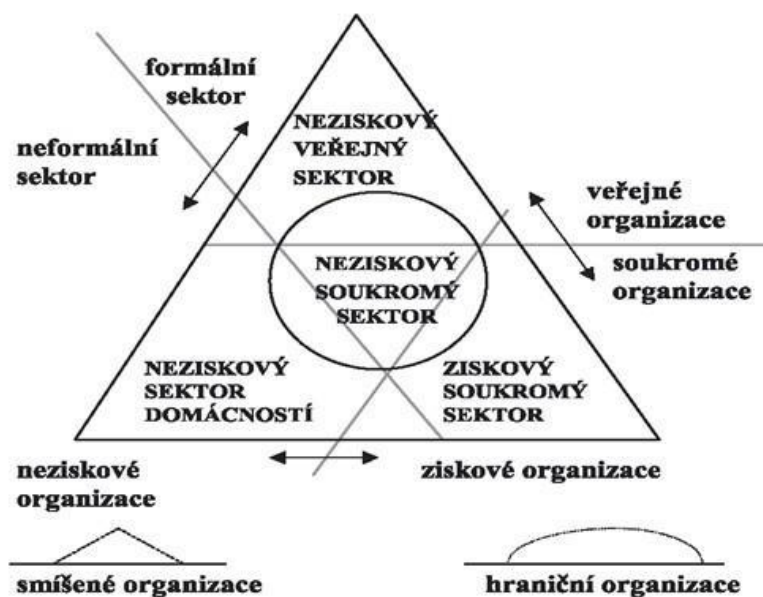 formální
sektor
neformální
sektor
NEZISKOVÝ
VEŘEJNÝ
SEKTOR
veřejné
organizace
soukromé
organizace
NEZISKOVÝ
SOUKROMÝ
SEKTOR
NEZISKOVÝ
SEKTOR
DOMÁCNOSTÍ
ZISKOVÝ
SOUKROMÝ
SEKTOR
neziskové
organizace
ziskové organizace
smíšené organizace
hraniční organizace